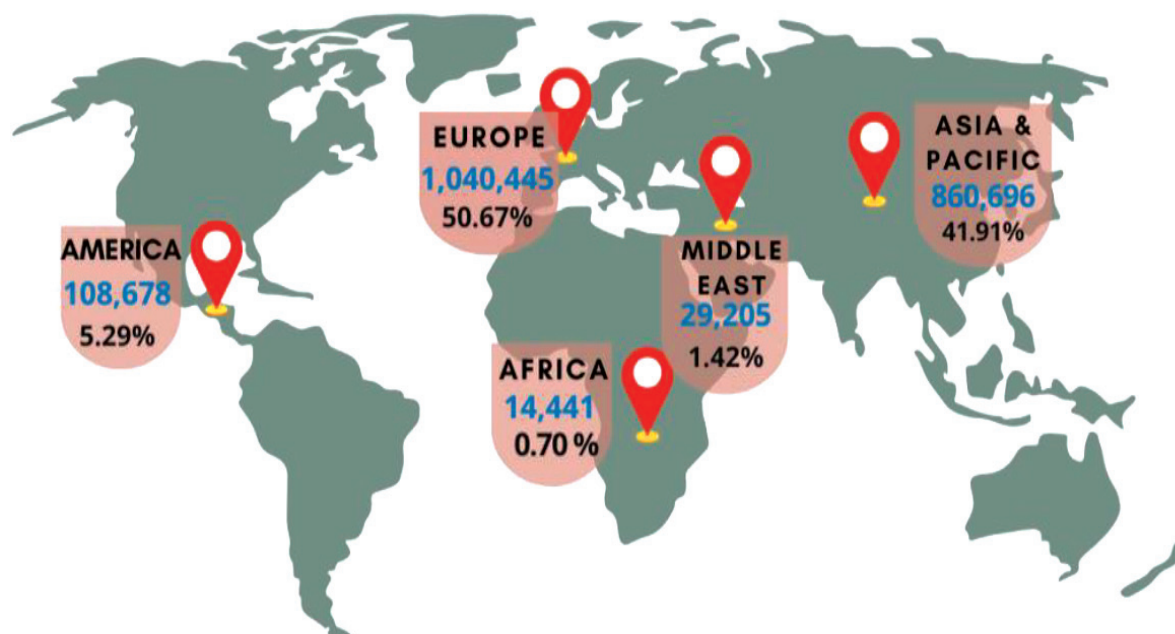 EUROPE
1,040,445
50.67%
ASIA &
PACIFIC
860,696
41.91%
AMERICA
108,678
5.29%
MIDDLE
EAST
29,205
1.42%
AFRICA
14,441
0.70 %